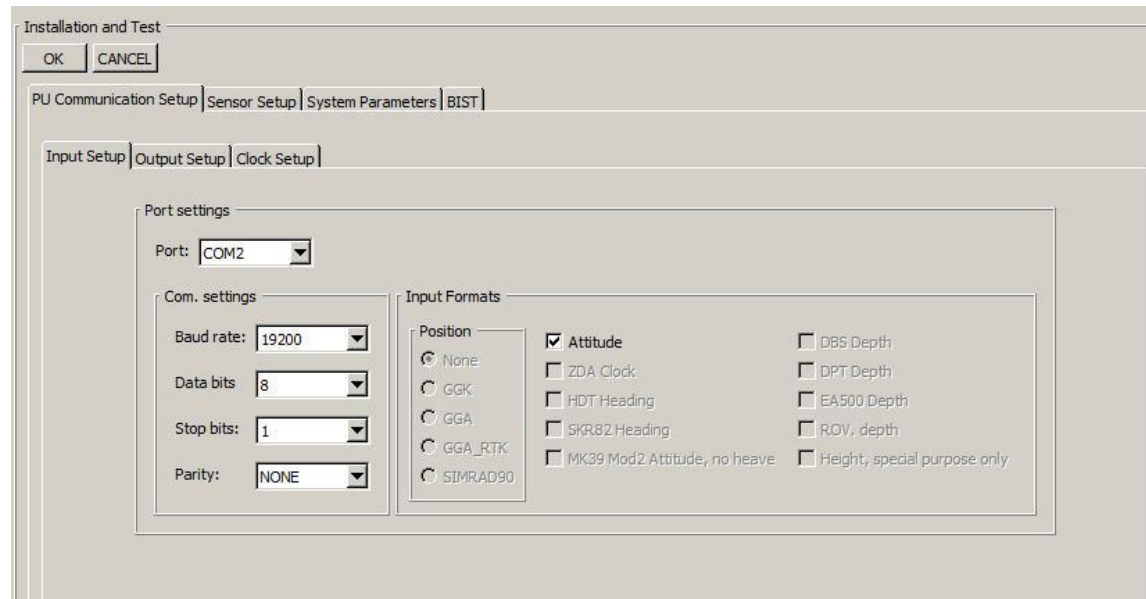 Installation and Test
OK CANCEL
PU Communication Setup Sensor Setup System Parameters BIST
Input Setup Output Setup Clock Setup
Port settings
Port: COM2
Com. settings
Baud rate: 19200
Data bits 8
Stop bits: 1
Parity: NONE
Input Formats
Position
None
GGK
GGA
GGA_RTK
SIMRAD90
Attitude
ZDA Clock
HDT Heading
SKR82 Heading
MK39 Mod2 Attitude, no heave
DBS Depth
DPT Depth
EA500 Depth
ROV. depth
Height, special purpose only